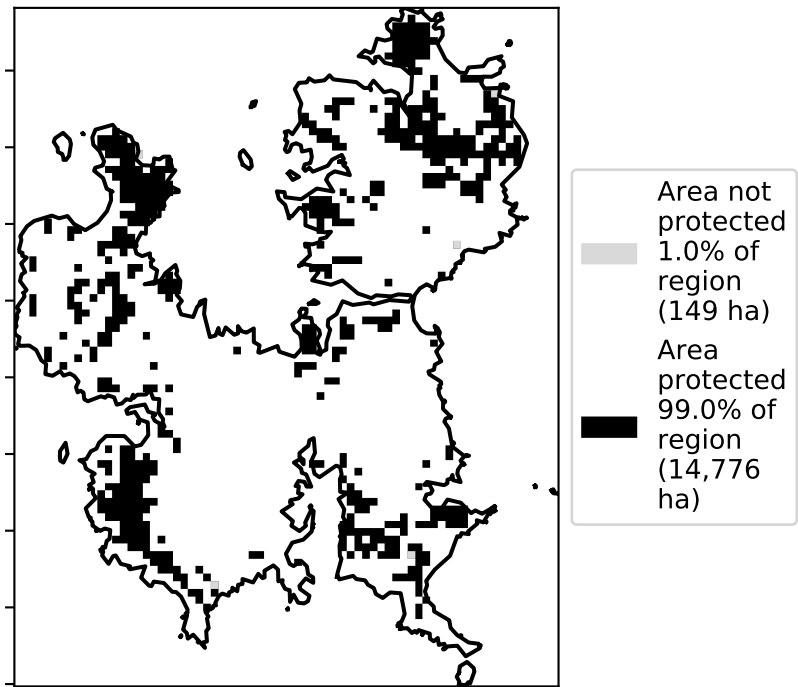 Area not
protected
1.0% of
region
(149 ha)
Area
protected
99.0% of
region
(14,776
ha)